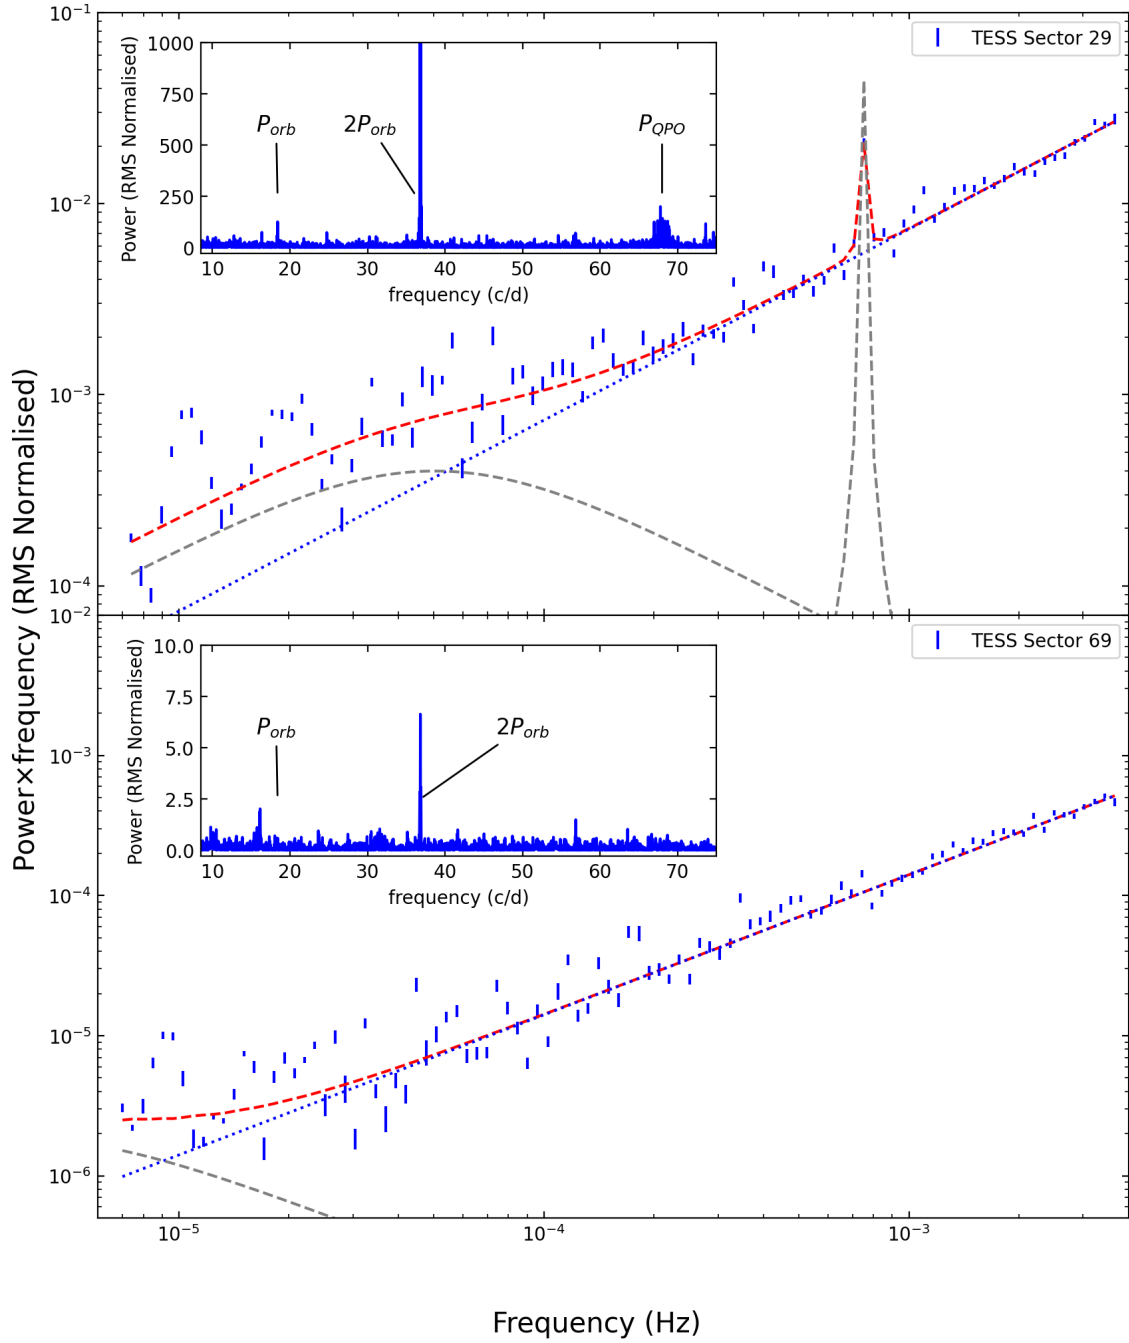 10⁻¹
TESS Sector 29
1000
750
500
250
0
Power (RMS Normalised)
P_orb
2P_orb
P_QPO
10 20 30 40 50 60 70
frequency (c/d)
10⁻²
10⁻³
10⁻⁴
Power×frequency (RMS Normalised)
10⁻²
TESS Sector 69
10.0
7.5
5.0
2.5
0.0
Power (RMS Normalised)
P_orb
2P_orb
10 20 30 40 50 60 70
frequency (c/d)
10⁻³
10⁻⁴
10⁻⁵
10⁻⁶
10⁻⁵ 10⁻⁴ 10⁻³
Frequency (Hz)